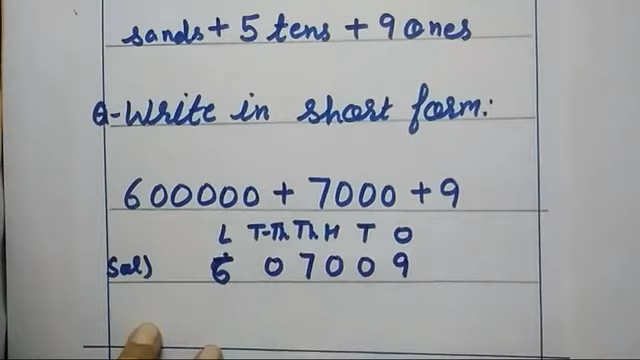 sands + 5 tens + 9 ones
Q-Write in short form:
600000 + 7000 + 9
L T-Th Th H T O
Sol) 6 0 7 0 0 9